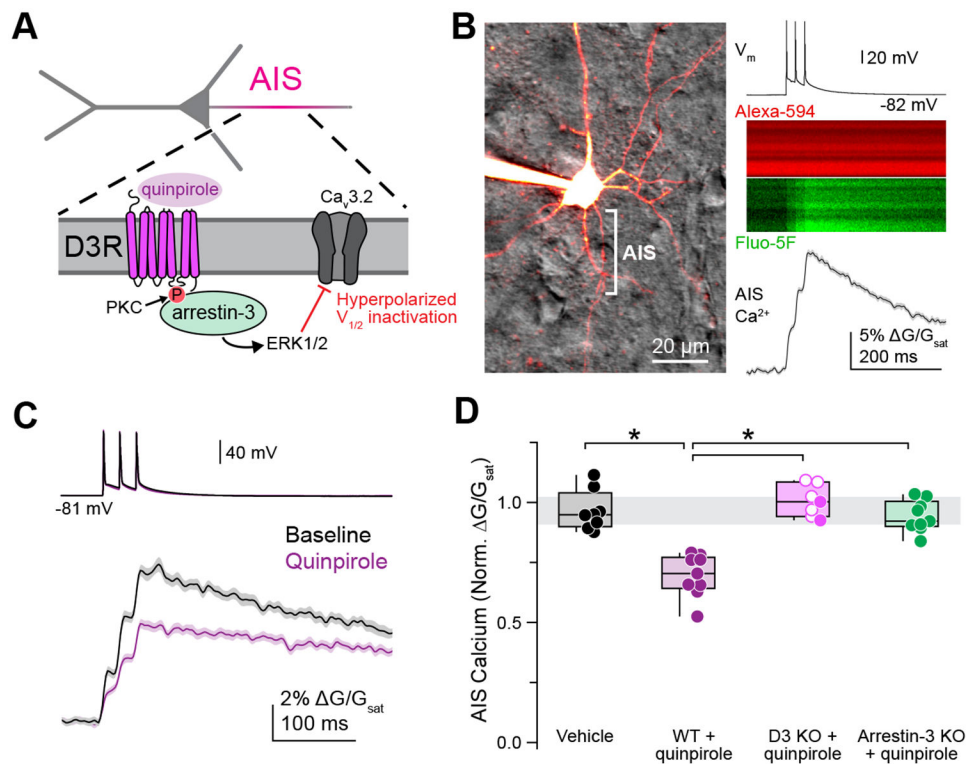 A
AIS
quinpirole
Cav3.2
D3R
P
PKC
arrestin-3
Hyperpolarized
V1/2 inactivation
ERK1/2
B
Vm
20 mV
-82 mV
Alexa-594
Fluo-5F
AIS
AIS
Ca2+
5% ΔG/Gsat
200 ms
20 µm
C
40 mV
-81 mV
Baseline
Quinpirole
2% ΔG/Gsat
100 ms
D
*
*
AIS Calcium (Norm. ΔG/Gsat)
1.0
0.5
0.0
Vehicle
WT +
quinpirole
D3 KO +
quinpirole
Arrestin-3 KO
+ quinpirole